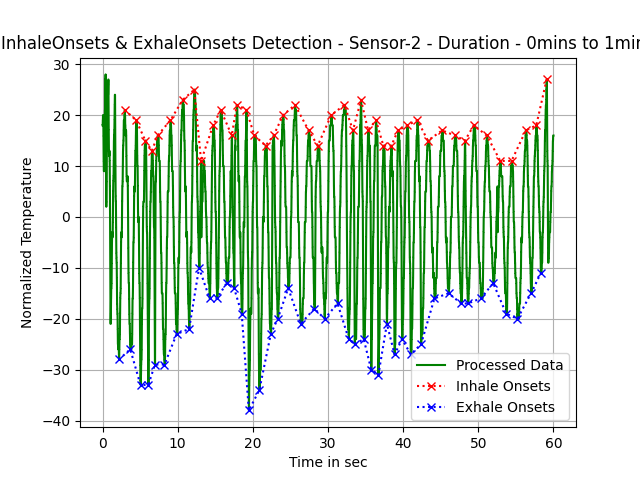 InhaleOnsets & ExhaleOnsets Detection - Sensor-2 - Duration - 0mins to 1min
30
20
10
0
−10
−20
−30
−40
Normalized Temperature
Processed Data
Inhale Onsets
Exhale Onsets
0 10 20 30 40 50 60
Time in sec